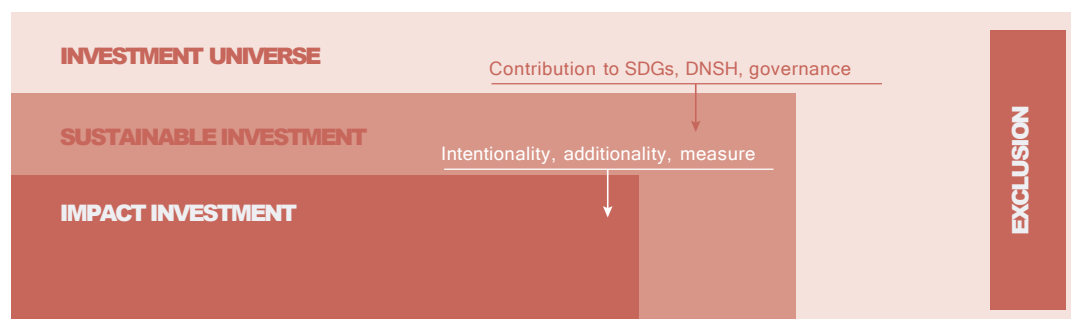 INVESTMENT UNIVERSE
Contribution to SDGs, DNSH, governance
SUSTAINABLE INVESTMENT
Intentionality, additionality, measure
IMPACT INVESTMENT
EXCLUSION